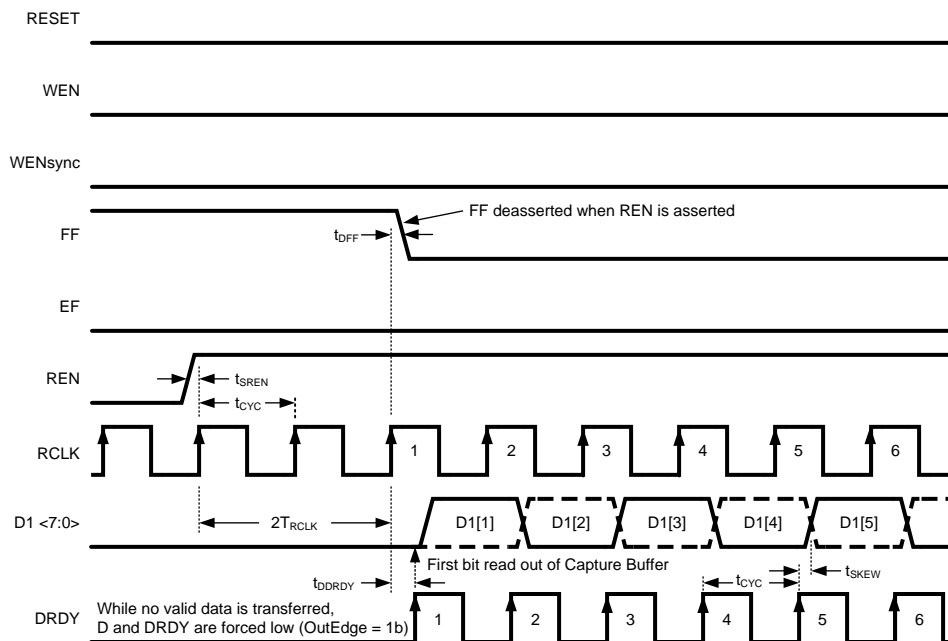 RESET
WEN
WENsync
FF deasserted when REN is asserted
FF
tDFF
EF
REN
tSREN
tCYC
RCLK
1
2
3
4
5
6
D1 <7:0>
2TRCLK
D1[1]
D1[2]
D1[3]
D1[4]
D1[5]
First bit read out of Capture Buffer
tDDRDY
tCYC
tSKEW
DRDY
While no valid data is transferred,
D and DRDY are forced low (OutEdge = 1b)
1
2
3
4
5
6